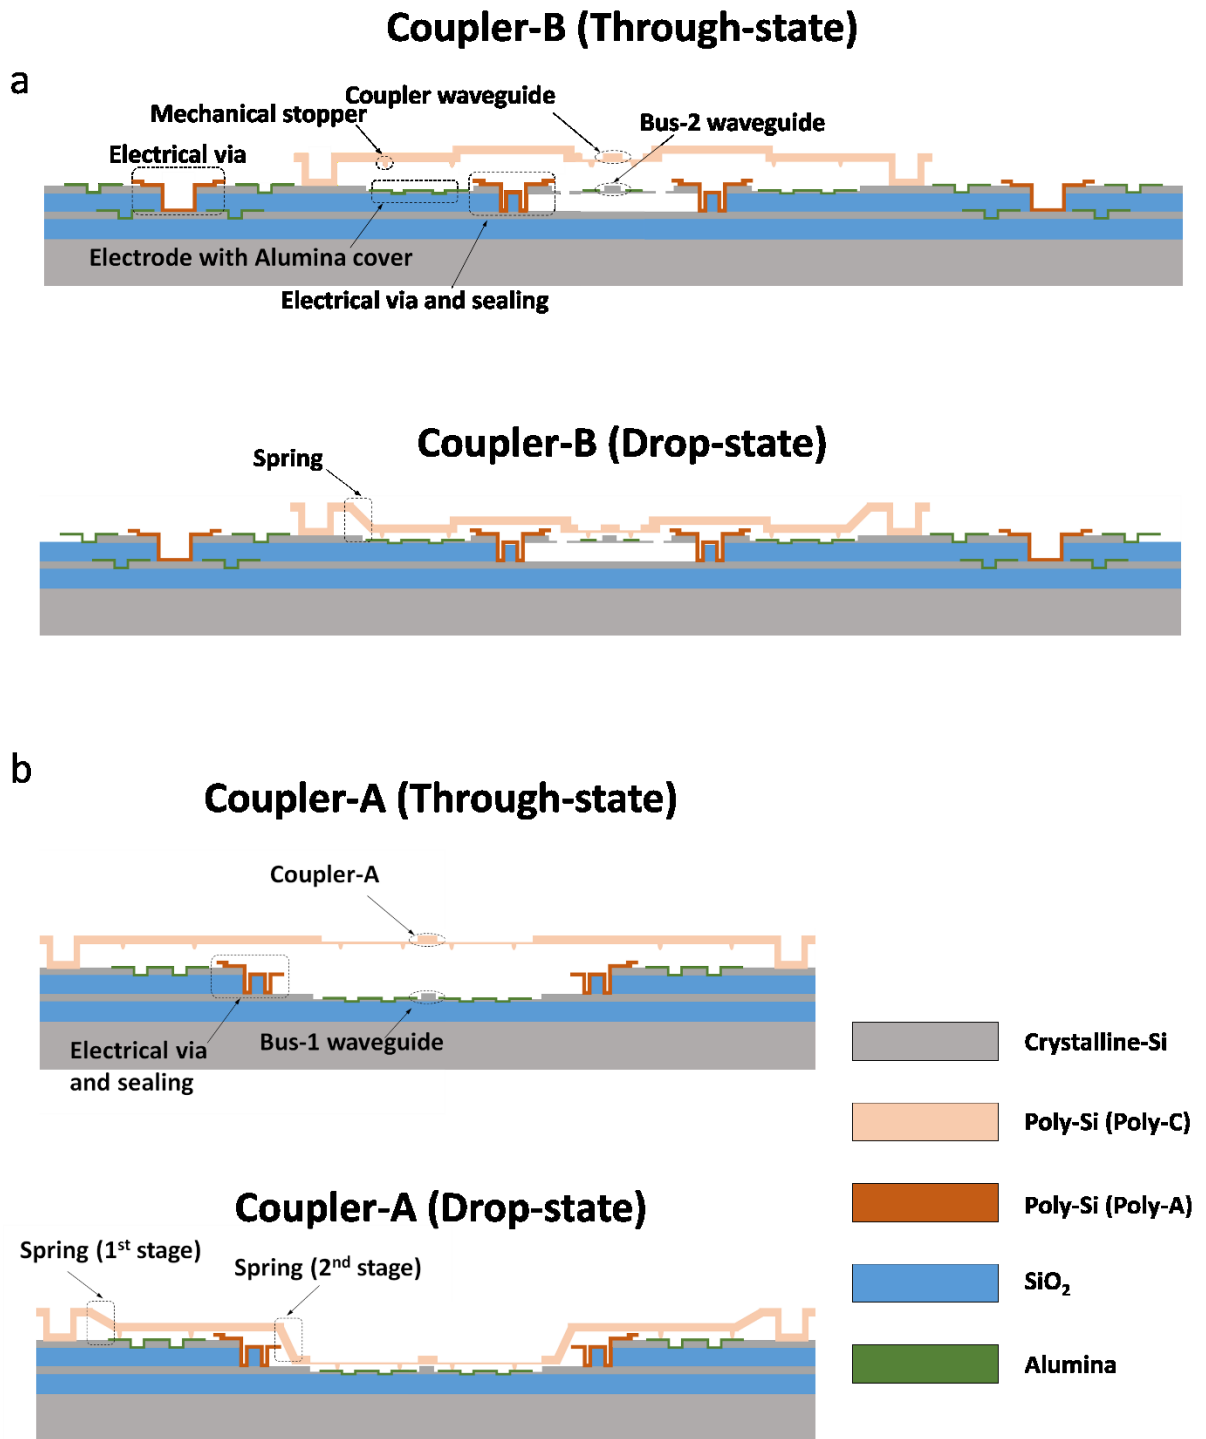 Coupler-B (Through-state)
a
Coupler waveguide
Mechanical stopper
Bus-2 waveguide
Electrical via
Electrode with Alumina cover
Electrical via and sealing
Coupler-B (Drop-state)
Spring
b
Coupler-A (Through-state)
Coupler-A
Electrical via
and sealing
Bus-1 waveguide
Crystalline-Si
Poly-Si (Poly-C)
Poly-Si (Poly-A)
SiO₂
Alumina
Coupler-A (Drop-state)
Spring (1ˢᵗ stage)
Spring (2ⁿᵈ stage)